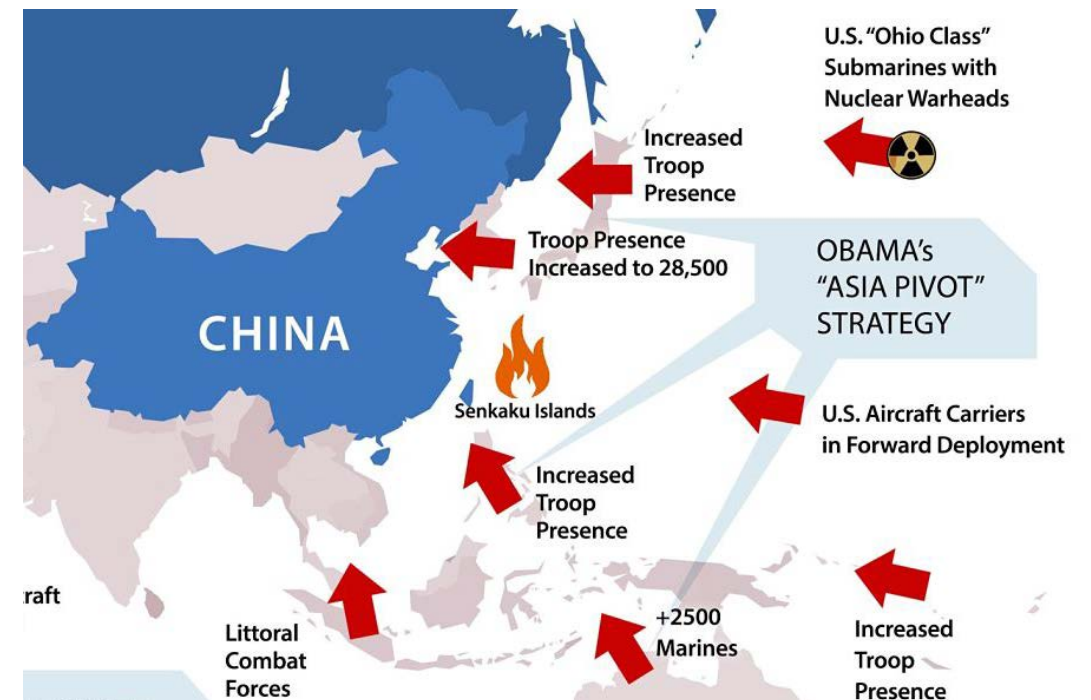 U.S. “Ohio Class”
Submarines with
Nuclear Warheads
Increased
Troop
Presence
Troop Presence
Increased to 28,500
OBAMA’s
“ASIA PIVOT”
STRATEGY
CHINA
Senkaku Islands
U.S. Aircraft Carriers
in Forward Deployment
Increased
Troop
Presence
raft
Littoral
Combat
Forces
+2500
Marines
Increased
Troop
Presence